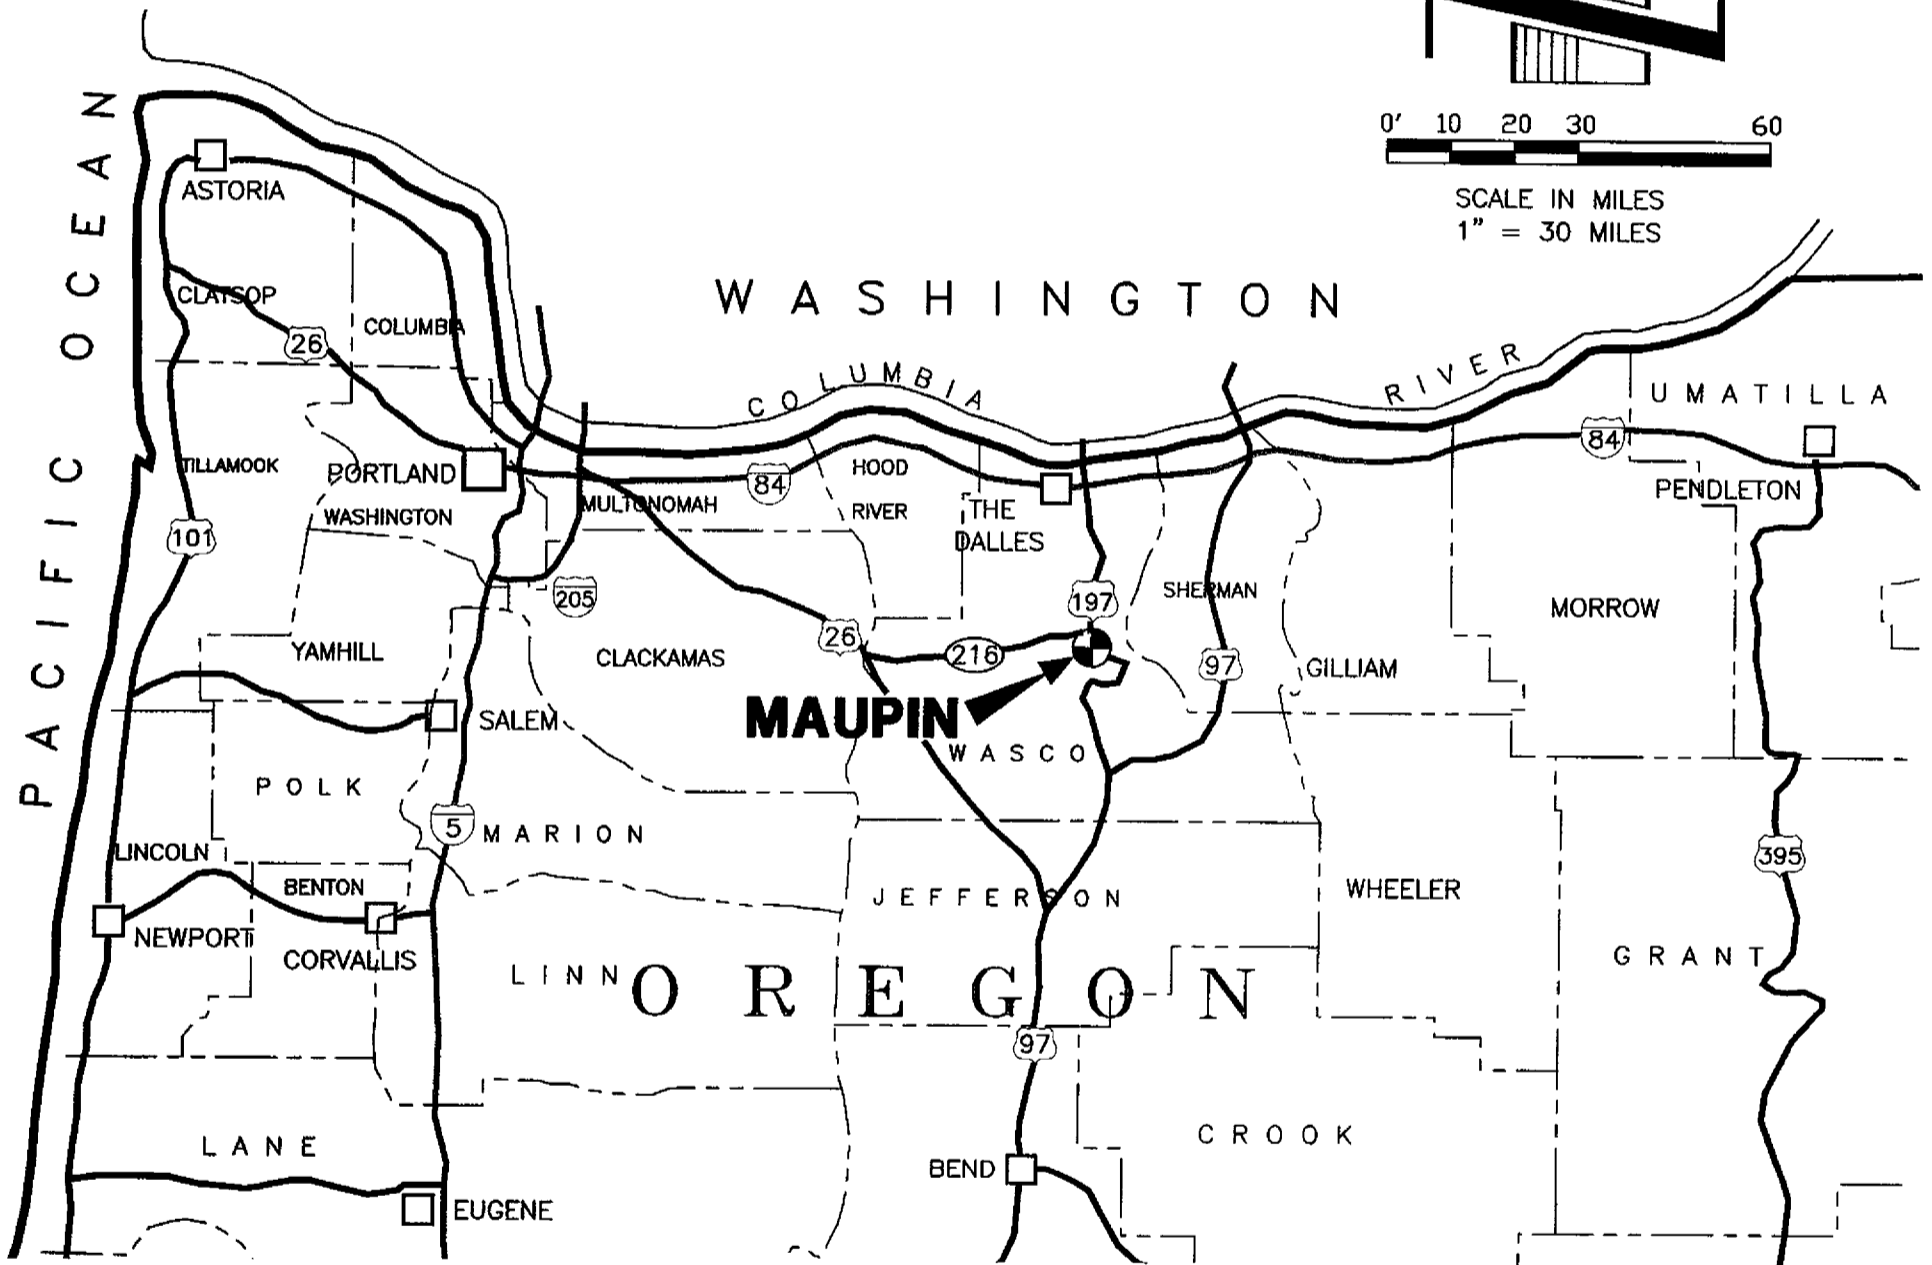 0' 10 20 30 60
SCALE IN MILES
1" = 30 MILES
PACIFIC OCEAN
WASHINGTON
COLUMBIA RIVER
ASTORIA
CLATSOP
26
COLUMBIA
TILLAMOOK
PORTLAND
WASHINGTON
MULTNOMAH
84
HOOD
RIVER
THE
DALLES
84
UMATILLA
PENDLETON
101
205
197
SHERMAN
MORROW
YAMHILL
CLACKAMAS
26
216
97
GILLIAM
SALEM
MAUPIN
WASCO
POLK
5
MARION
LINCOLN
BENTON
JEFFERSON
WHEELER
395
NEWPORT
CORVALLIS
LINN
OREGON
GRANT
97
LANE
BEND
CROOK
EUGENE